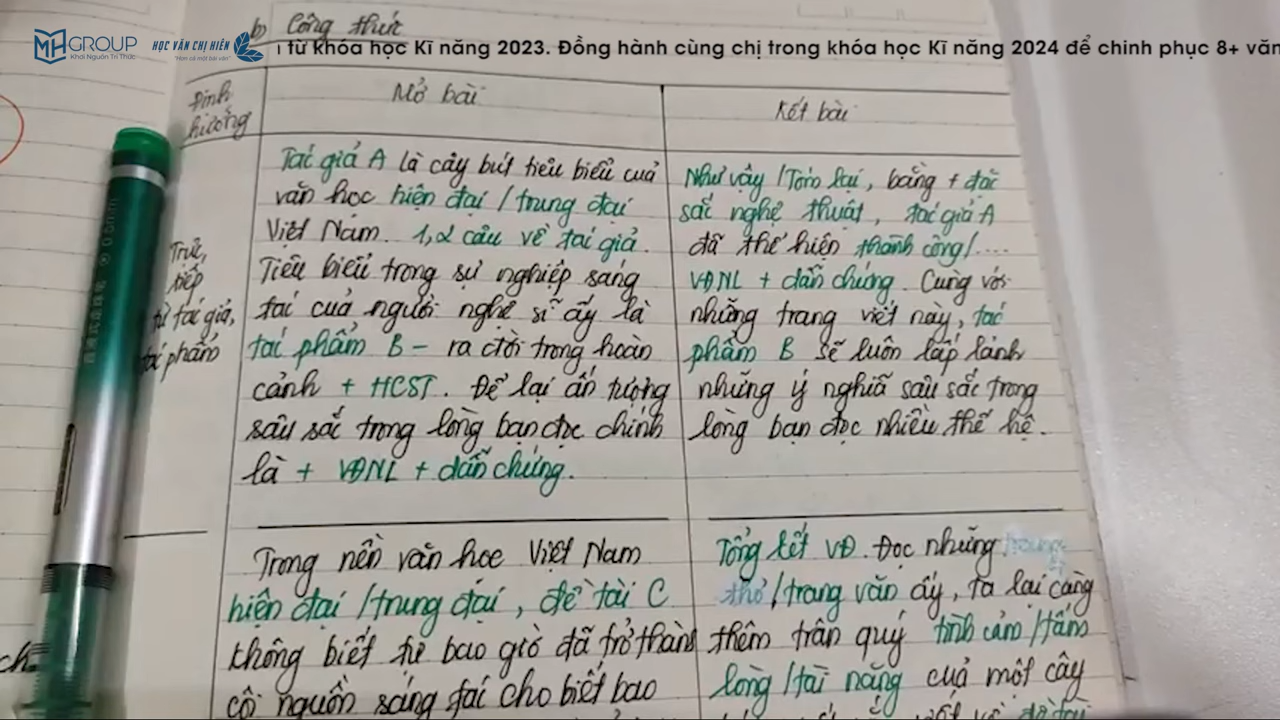 b) Công thức
MH GROUP
Khơi Nguồn Tri Thức
HỌC VĂN CHỊ HIÊN
"Hơn cả một bài văn"
từ khóa học Kĩ năng 2023. Đồng hành cùng chị trong khóa học Kĩ năng 2024 để chinh phục 8+ văn
Định hướng
Mở bài
Kết bài
Trực
tiếp
từ tác giả,
tác phẩm
Tác giả A là cây bút tiêu biểu của
văn học hiện đại / trung đại
Việt Nam. 1,2 câu về tác giả.
Tiêu biểu trong sự nghiệp sáng
tác của người nghệ sĩ ấy là
tác phẩm B – ra đời trong hoàn
cảnh + HCST. Để lại ấn tượng
sâu sắc trong lòng bạn đọc chính
là + VĐNL + dẫn chứng.
Như vậy / Tóm lại, bằng + đặc
sắc nghệ thuật, tác giả A
đã thể hiện thành công/....
VĐNL + dẫn chứng. Cùng với
những trang viết này, tác
phẩm B sẽ luôn lấp lánh
những ý nghĩa sâu sắc trong
lòng bạn đọc nhiều thế hệ.
Trong nền văn học Việt Nam
hiện đại / trung đại, đề tài C
không biết tự bao giờ đã trở thành
cội nguồn sáng tác cho biết bao
Tổng kết VĐ. Đọc những trang
thơ / trang văn ấy, ta lại càng
thêm trân quý tình cảm / tấm
lòng / tài năng của một cây